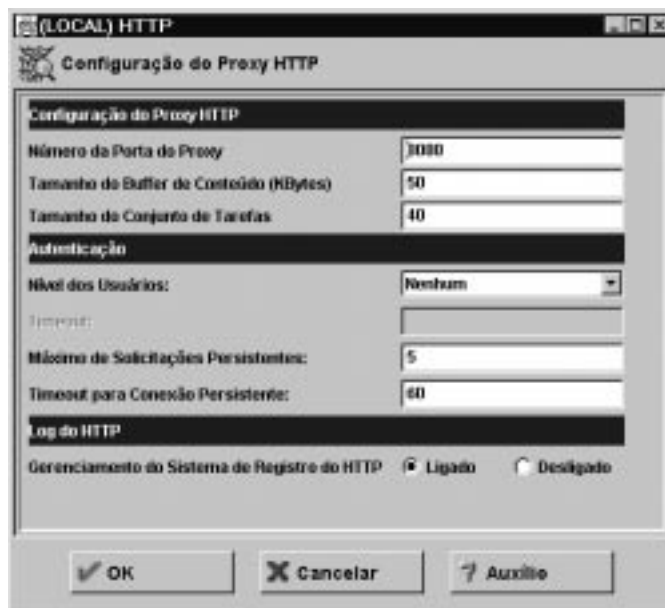 (LOCAL) HTTP
Configuração do Proxy HTTP
Configuração do Proxy HTTP
Número da Porta do Proxy
Tamanho do Buffer de Conteúdo (KBytes) 50
Tamanho do Conjunto de Tarefas 40
Autenticação
Nível dos Usuários: Nenhum
Timeout:
Máximo de Solicitações Persistentes: 5
Timeout para Conexão Persistente: 60
Log do HTTP
Gerenciamento do Sistema de Registro do HTTP Ligado Desligado
OK Cancelar Auxílio